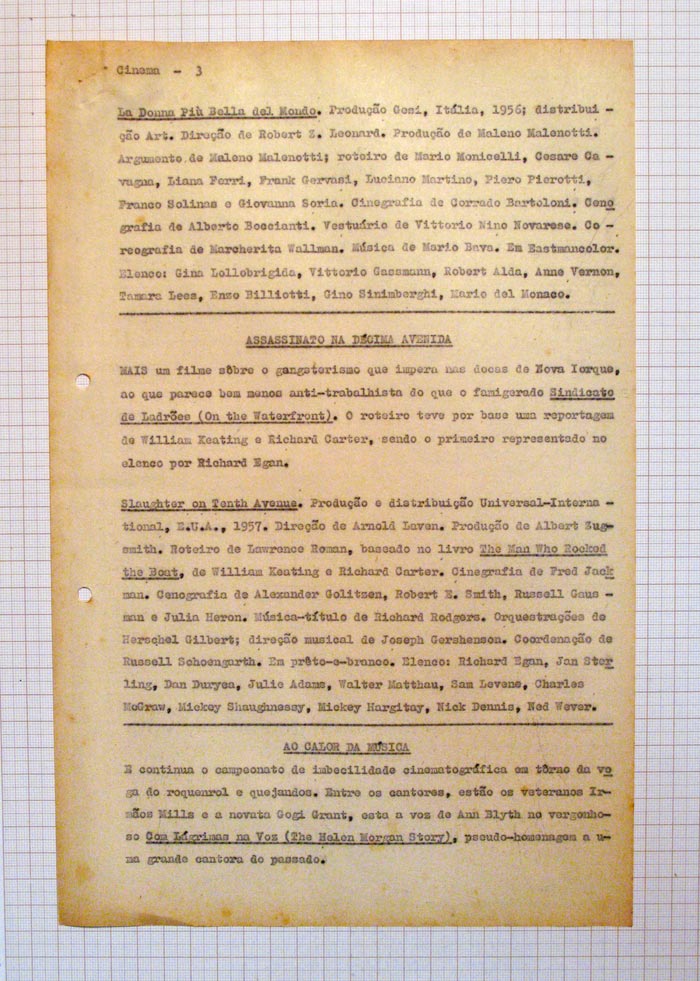 Cinema - 3
La Donna Più Bella del Mondo. Produção Gesi, Itália, 1956; distribui -
ção Art. Direção de Robert Z. Leonard. Produção de Maleno Malenotti.
Argumento de Maleno Malenotti; roteiro de Mario Monicelli, Cesare Ca -
vagna, Liana Ferri, Frank Gervasi, Luciano Martino, Piero Pierotti,
Franco Solinas e Giovanna Soria. Cinegrafia de Corrado Bartoloni. Ceno
grafia de Alberto Boccianti. Vestuário de Vittorio Nino Novarese. Co -
reografia de Margherita Wallman. Música de Mario Bava. Em Eastmancolor.
Elenco: Gina Lollobrigida, Vittorio Gassmann, Robert Alda, Anne Vernon,
Tamara Lees, Enzo Billiotti, Gino Sinimberghi, Mario del Monaco.
ASSASSINATO NA DÉCIMA AVENIDA
MAIS um filme sôbre o gangsterismo que impera nas docas de Nova Iorque,
ao que parece bem menos anti-trabalhista do que o famigerado Sindicato
de Ladrões (On the Waterfront). O roteiro teve por base uma reportagem
de William Keating e Richard Carter, sendo o primeiro representado no
elenco por Richard Egan.
Slaughter on Tenth Avenue. Produção e distribuição Universal-Interna -
tional, E.U.A., 1957. Direção de Arnold Laven. Produção de Albert Zug-
smith. Roteiro de Lawrence Roman, baseado no livro The Man Who Rocked
the Boat, de William Keating e Richard Carter. Cinegrafia de Fred Jack
man. Cenografia de Alexander Golitzen, Robert E. Smith, Russell Gaus -
man e Julia Heron. Música-título de Richard Rodgers. Orquestrações de
Herschel Gilbert; direção musical de Joseph Gershenson. Coordenação de
Russell Schoengarth. Em prêto-e-branco. Elenco: Richard Egan, Jan Ster
ling, Dan Duryea, Julie Adams, Walter Matthau, Sam Levene, Charles
McGraw, Mickey Shaughnessy, Mickey Hargitay, Nick Dennis, Ned Wever.
AO CALOR DA MÚSICA
E continua o campeonato de imbecilidade cinematográfica em tôrno da vo
ga do roquenrol e quejandos. Entre os cantores, estão os veteranos Ir-
mãos Mills e a novata Gogi Grant, esta a voz de Ann Blyth no vergonho-
so Com Lágrimas na Voz (The Helen Morgan Story), pseudo-homenagem a u-
ma grande cantora do passado.